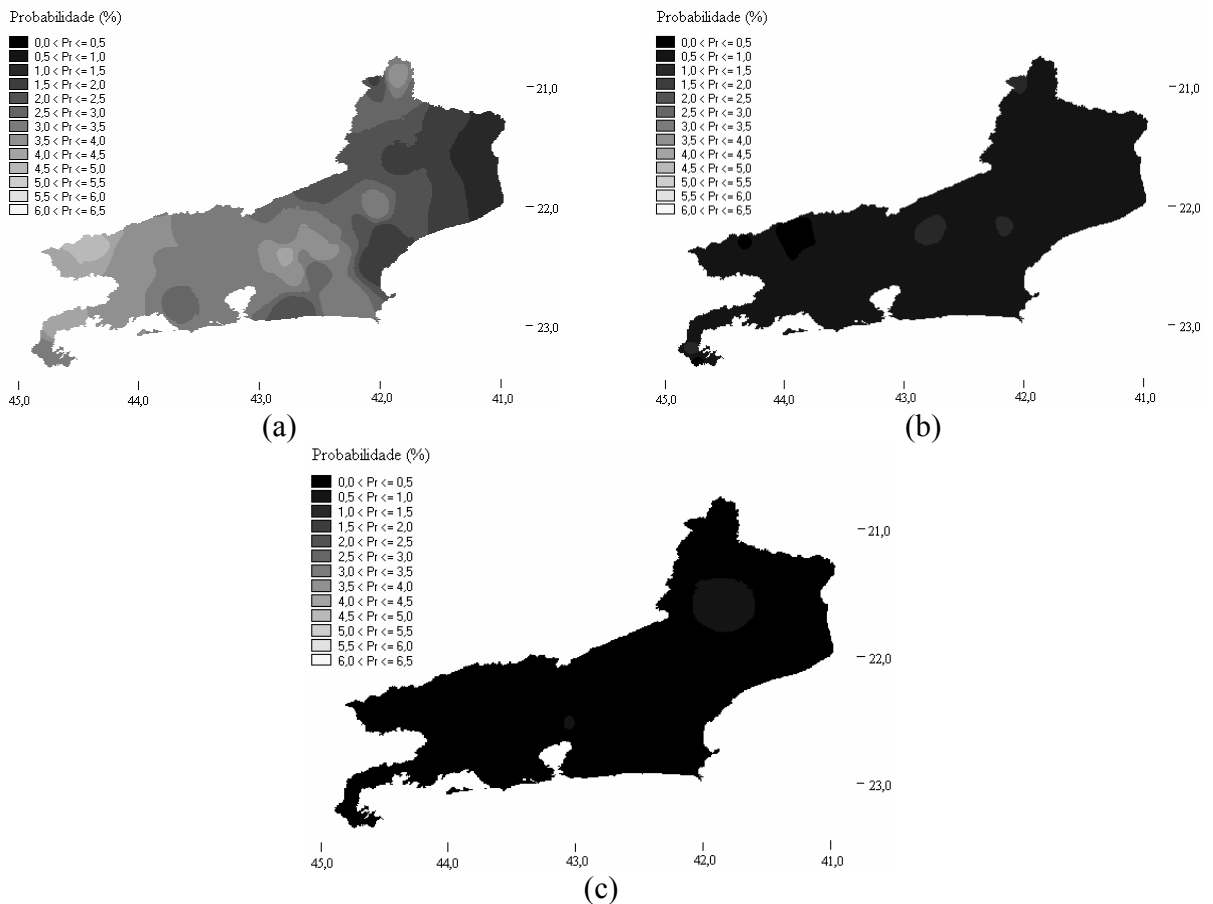 Probabilidade (%)
0,0 < Pr <= 0,5
0,5 < Pr <= 1,0
1,0 < Pr <= 1,5
1,5 < Pr <= 2,0
2,0 < Pr <= 2,5
2,5 < Pr <= 3,0
3,0 < Pr <= 3,5
3,5 < Pr <= 4,0
4,0 < Pr <= 4,5
4,5 < Pr <= 5,0
5,0 < Pr <= 5,5
5,5 < Pr <= 6,0
6,0 < Pr <= 6,5
21,0
22,0
23,0
45,0 44,0 43,0 42,0 41,0
(a)
Probabilidade (%)
0,0 < Pr <= 0,5
0,5 < Pr <= 1,0
1,0 < Pr <= 1,5
1,5 < Pr <= 2,0
2,0 < Pr <= 2,5
2,5 < Pr <= 3,0
3,0 < Pr <= 3,5
3,5 < Pr <= 4,0
4,0 < Pr <= 4,5
4,5 < Pr <= 5,0
5,0 < Pr <= 5,5
5,5 < Pr <= 6,0
6,0 < Pr <= 6,5
21,0
22,0
23,0
45,0 44,0 43,0 42,0 41,0
(b)
Probabilidade (%)
0,0 < Pr <= 0,5
0,5 < Pr <= 1,0
1,0 < Pr <= 1,5
1,5 < Pr <= 2,0
2,0 < Pr <= 2,5
2,5 < Pr <= 3,0
3,0 < Pr <= 3,5
3,5 < Pr <= 4,0
4,0 < Pr <= 4,5
4,5 < Pr <= 5,0
5,0 < Pr <= 5,5
5,5 < Pr <= 6,0
6,0 < Pr <= 6,5
21,0
22,0
23,0
45,0 44,0 43,0 42,0 41,0
(c)